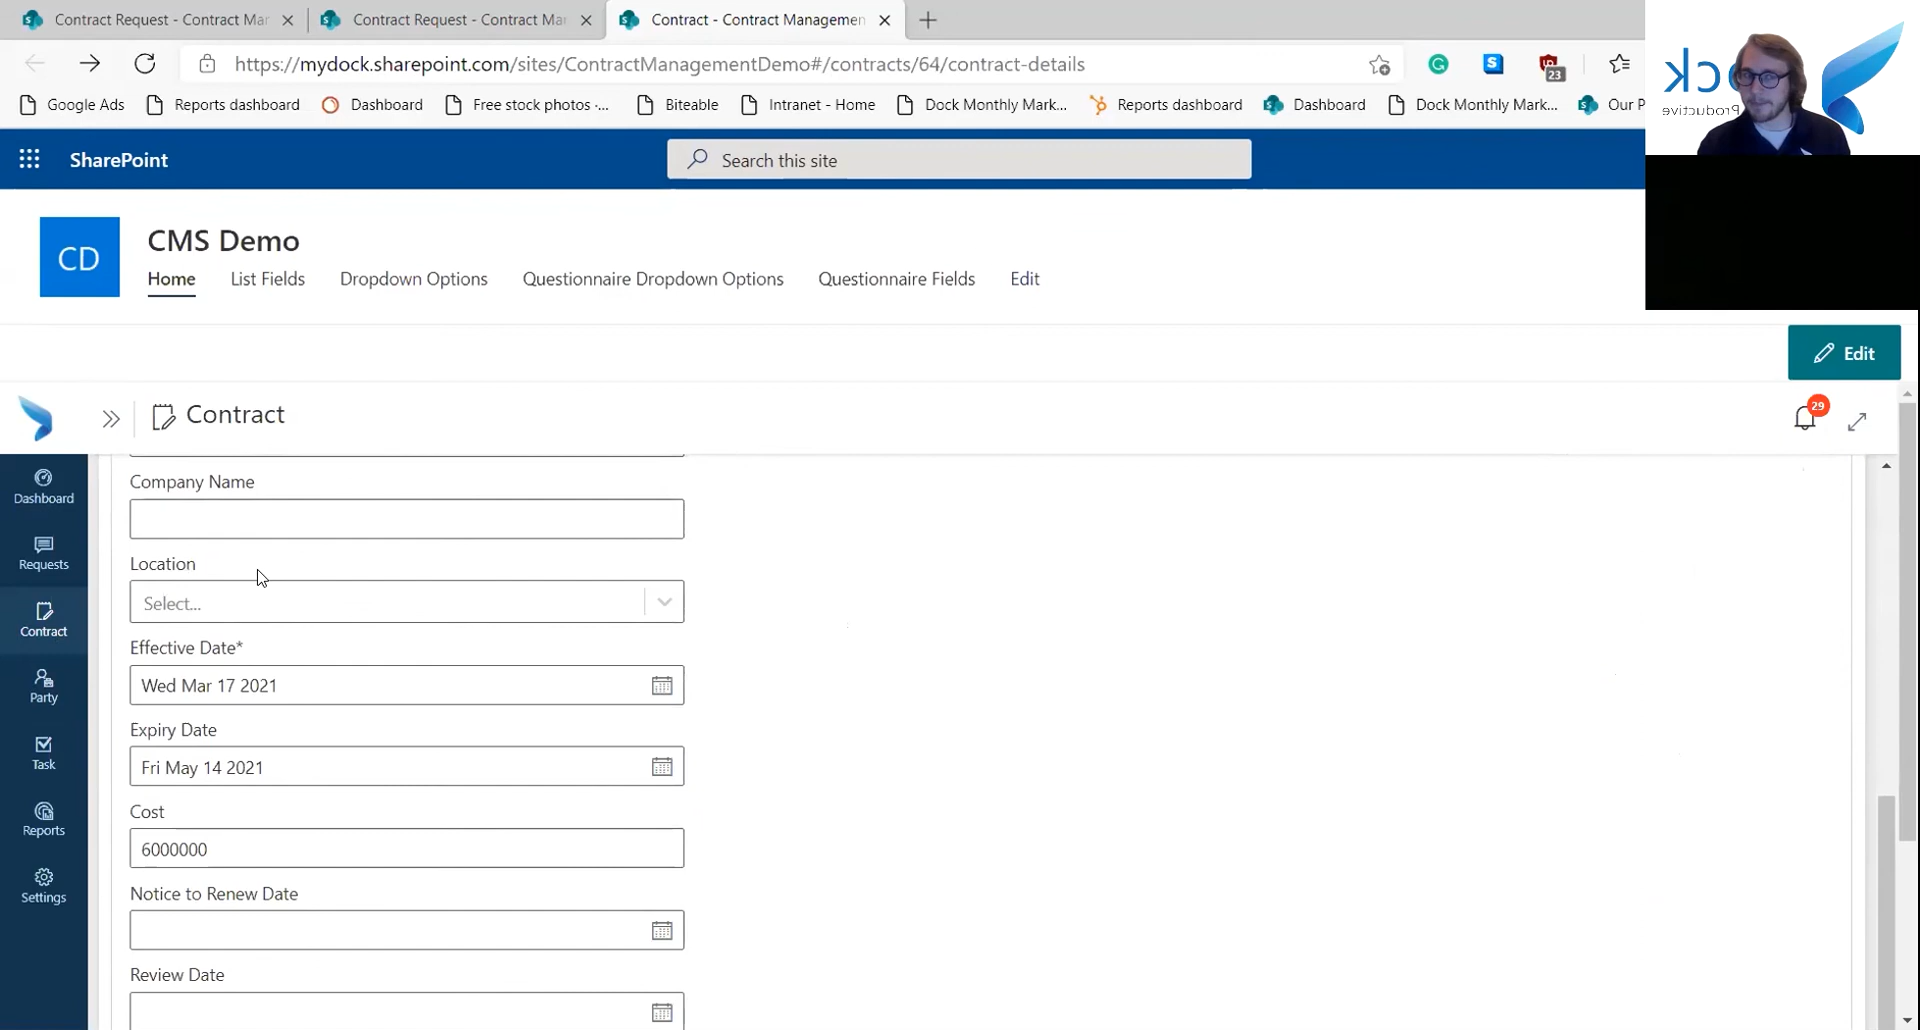 Contract Request - Contract Mar
Contract Request - Contract Mar
Contract - Contract Managemen
https://mydock.sharepoint.com/sites/ContractManagementDemo#/contracts/64/contract-details
23
Google Ads
Reports dashboard
Dashboard
Free stock photos -...
Biteable
Intranet - Home
Dock Monthly Mark...
Reports dashboard
Dashboard
Dock Monthly Mark...
Our P
Productive
SharePoint
Search this site
CD
CMS Demo
Home
List Fields
Dropdown Options
Questionnaire Dropdown Options
Questionnaire Fields
Edit
Edit
Contract
29
Dashboard
Requests
Contract
Party
Task
Reports
Settings
Company Name
Location
Select...
Effective Date*
Wed Mar 17 2021
Expiry Date
Fri May 14 2021
Cost
6000000
Notice to Renew Date
Review Date